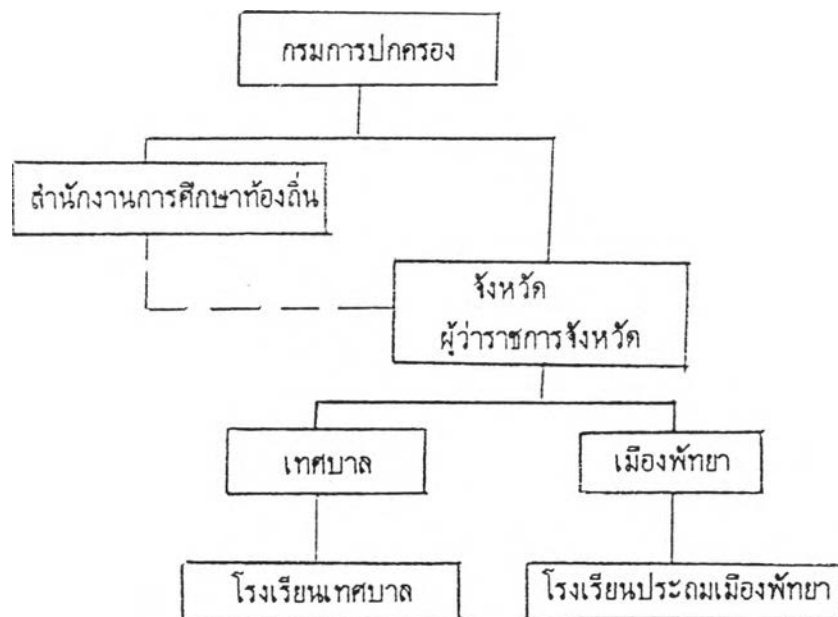 กรมการปกครอง
สำนักงานการศึกษาท้องถิ่น
จังหวัด
ผู้ว่าราชการจังหวัด
เทศบาล
เมืองพัทยา
โรงเรียนเทศบาล
โรงเรียนประถมเมืองพัทยา